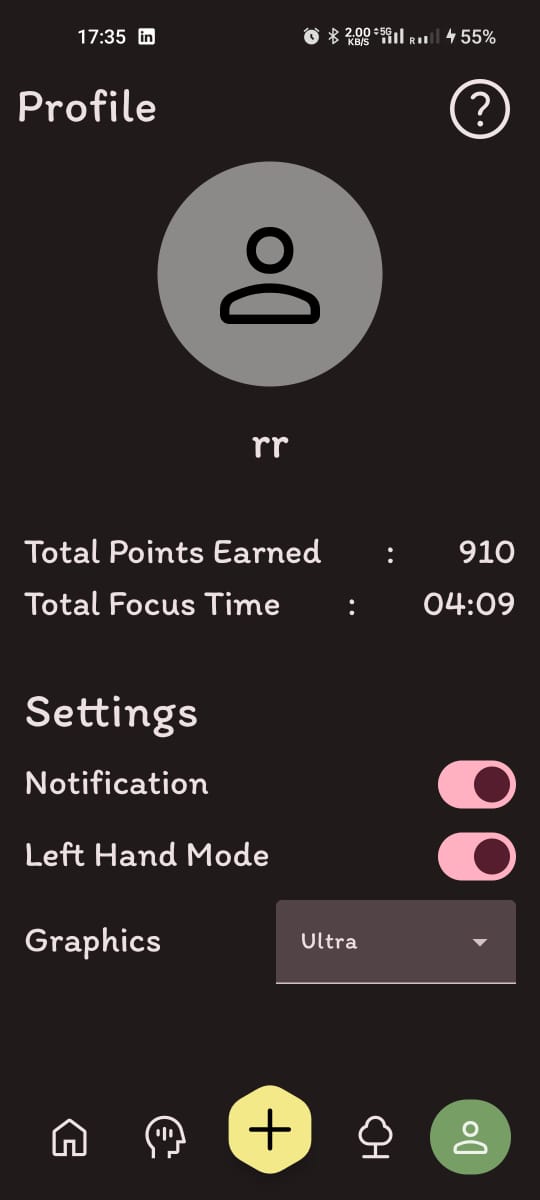 17:35 in 2.00 KB/S 5G R 55%
Profile ?
rr
Total Points Earned : 910
Total Focus Time : 04:09
Settings
Notification
Left Hand Mode
Graphics Ultra